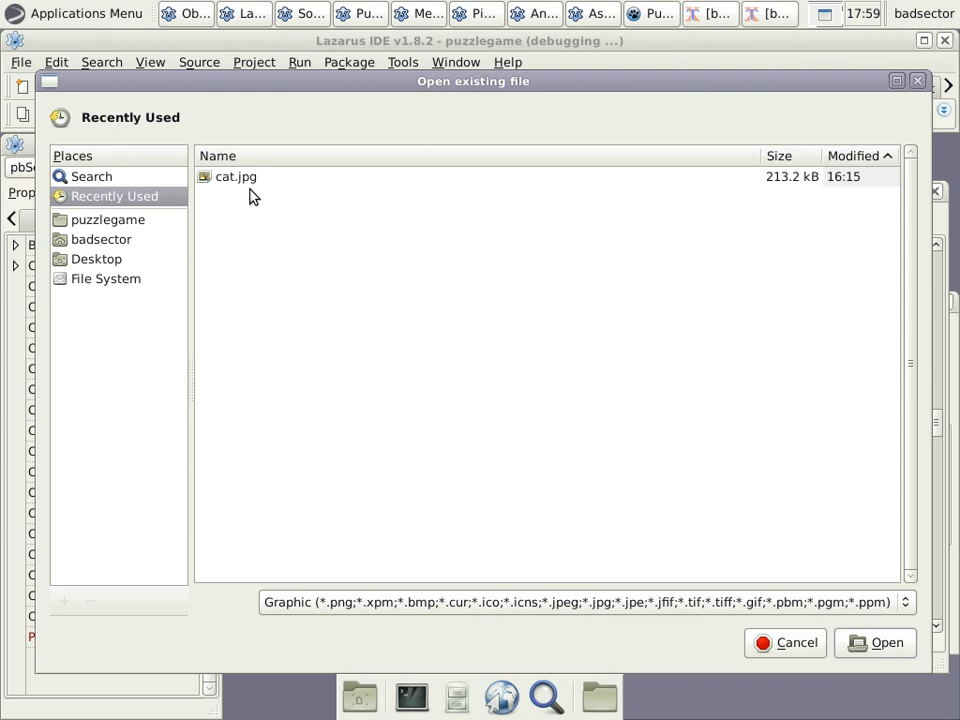 Applications Menu Ob... La... So... Pu... Me... Pi... An... As... Pu... [b... [b... 17:59 badsector
Lazarus IDE v1.8.2 - puzzlegame (debugging ...)
File Edit Search View Source Project Run Package Tools Window Help
Open existing file
Recently Used
Places Name Size Modified
Search
cat.jpg 213.2 kB 16:15
Recently Used
puzzlegame
badsector
Desktop
File System
Graphic (*.png;*.xpm;*.bmp;*.cur;*.ico;*.icns;*.jpeg;*.jpg;*.jpe;*.jfif;*.tif;*.tiff;*.gif;*.pbm;*.pgm;*.ppm)
Cancel Open